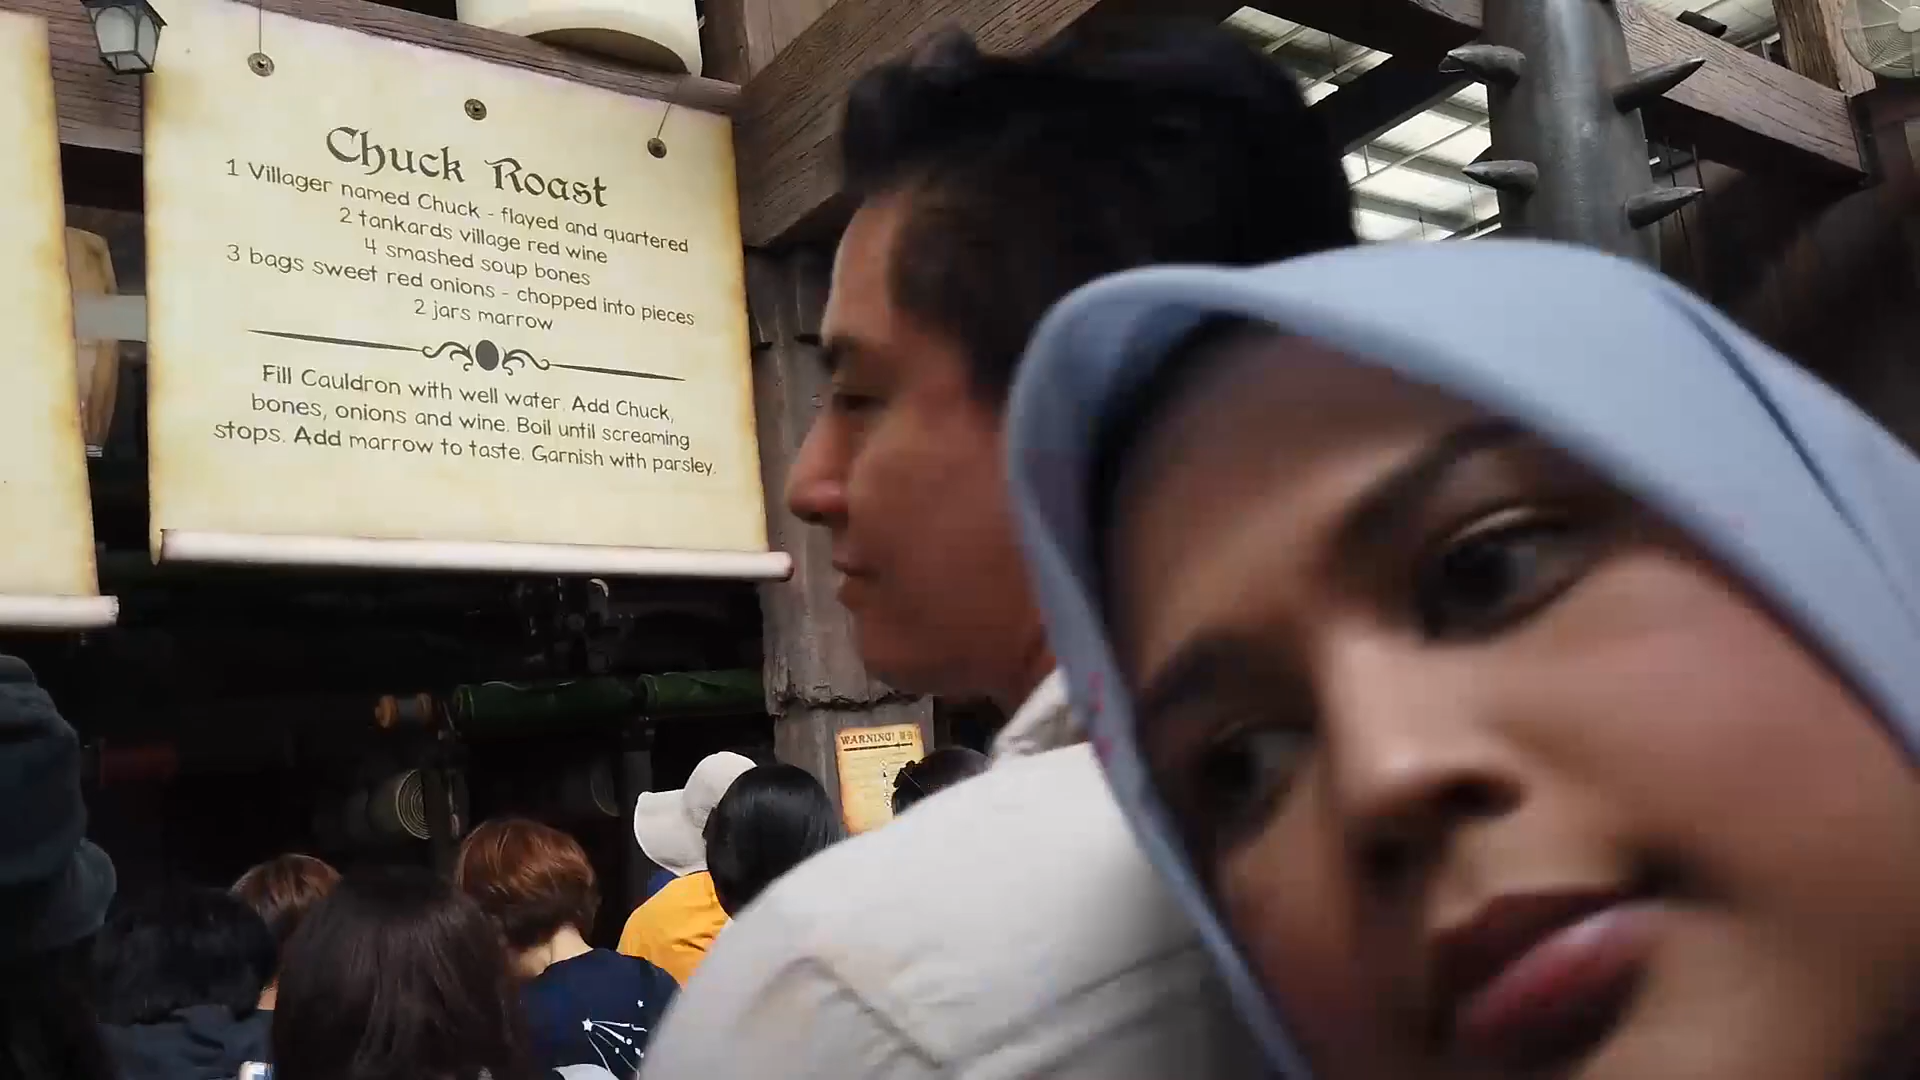 Chuck Roast
1 Villager named Chuck - flayed and quartered
2 tankards village red wine
4 smashed soup bones
3 bags sweet red onions - chopped into pieces
2 jars marrow
Fill Cauldron with well water. Add Chuck,
bones, onions and wine. Boil until screaming
stops. Add marrow to taste. Garnish with parsley.
WARNING!